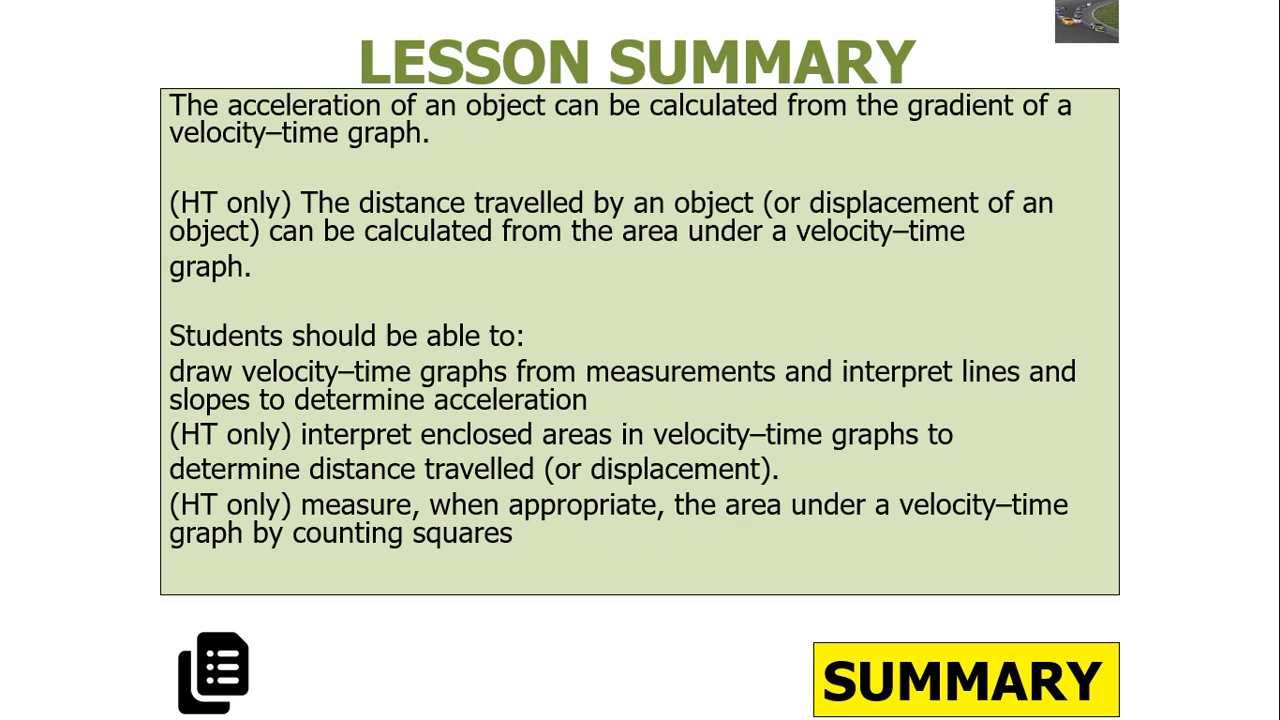 LESSON SUMMARY
The acceleration of an object can be calculated from the gradient of a
velocity–time graph.
(HT only) The distance travelled by an object (or displacement of an
object) can be calculated from the area under a velocity–time
graph.
Students should be able to:
draw velocity–time graphs from measurements and interpret lines and
slopes to determine acceleration
(HT only) interpret enclosed areas in velocity–time graphs to
determine distance travelled (or displacement).
(HT only) measure, when appropriate, the area under a velocity–time
graph by counting squares
SUMMARY